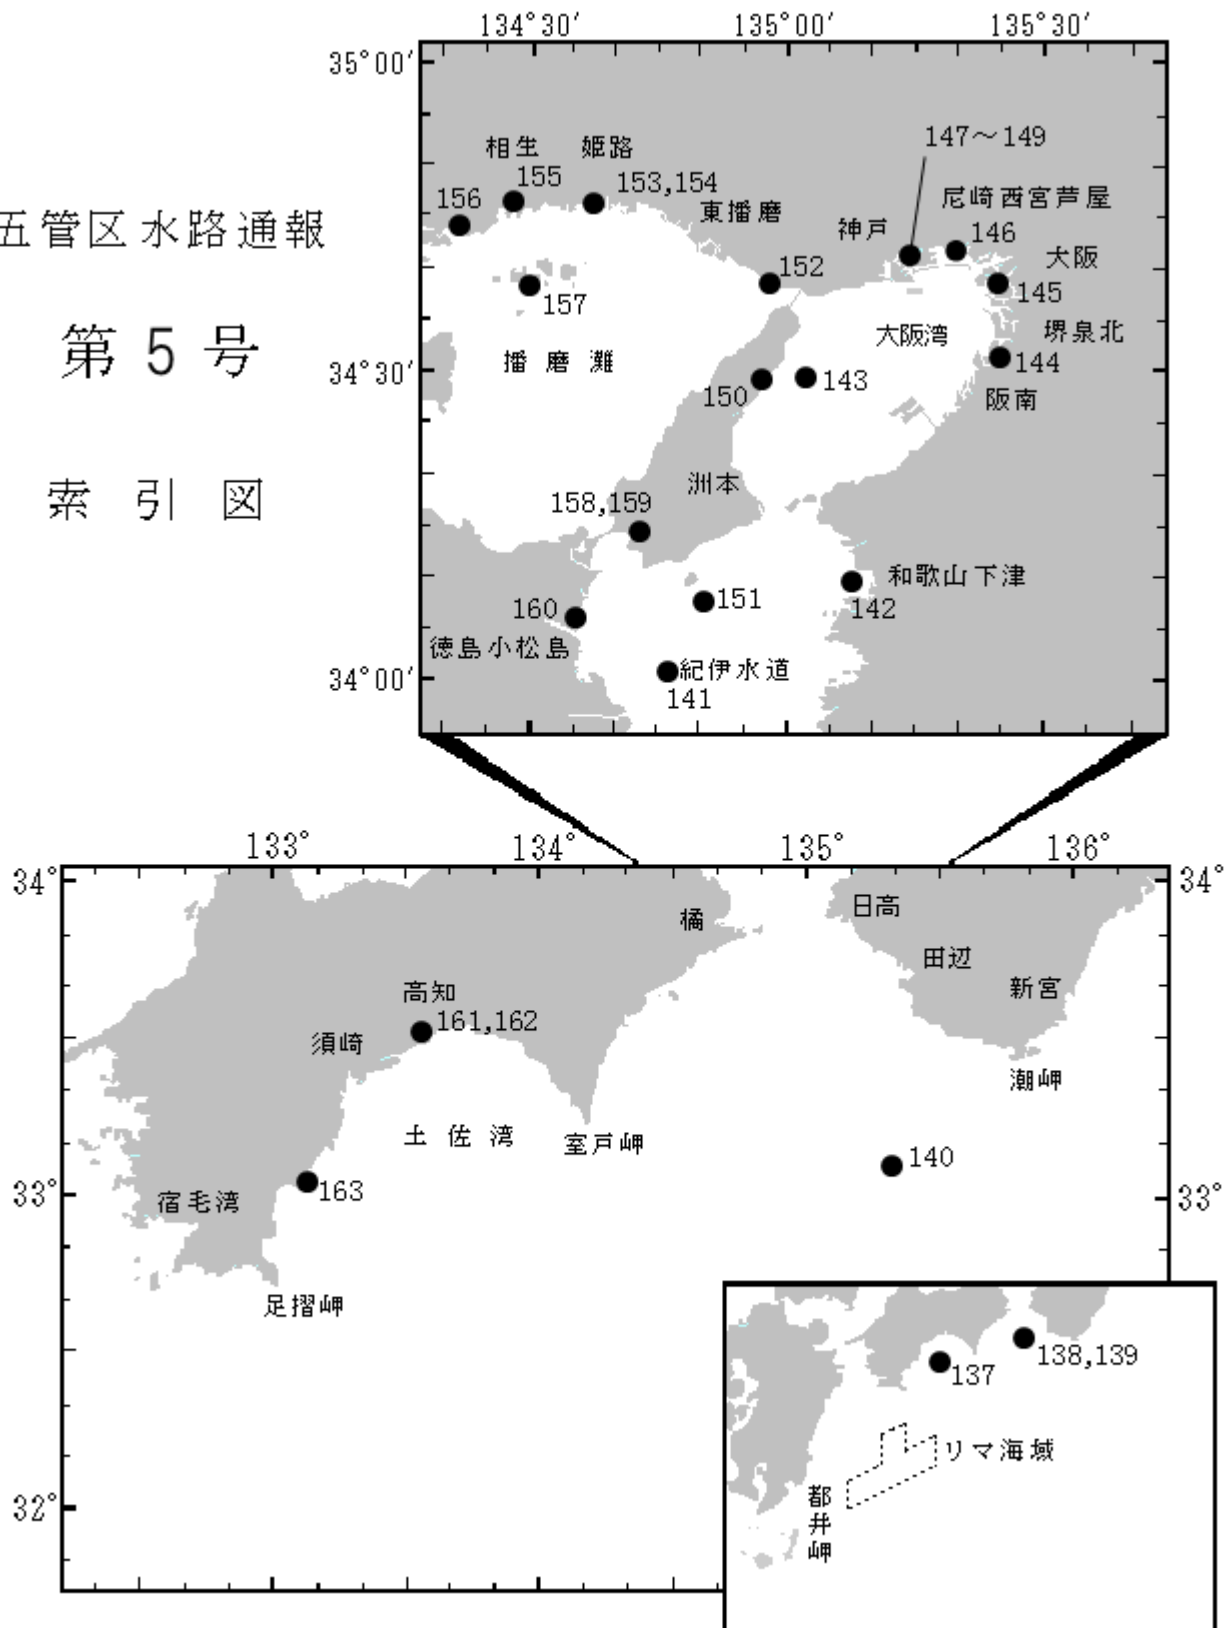 五管区水路通報
第 5 号
索 引 図
134°30′ 135°00′ 135°30′
35°00′
34°30′
34°00′
147～149
相生 姫路
155
153,154
156
尼崎西宮芦屋
東播磨
神戸
146
大阪
152
145
157
堺泉北
大阪湾
播 磨 灘
144
143
150
阪南
洲本
158,159
和歌山下津
151
142
160
徳島小松島
紀伊水道
141
133° 134° 135° 136°
34° 34°
橘
日高
田辺
新宮
高知
161,162
須崎
潮岬
土 佐 湾
室戸岬
140
163
宿毛湾
33° 33°
足摺岬
138,139
137
リマ海域
都井岬
32°